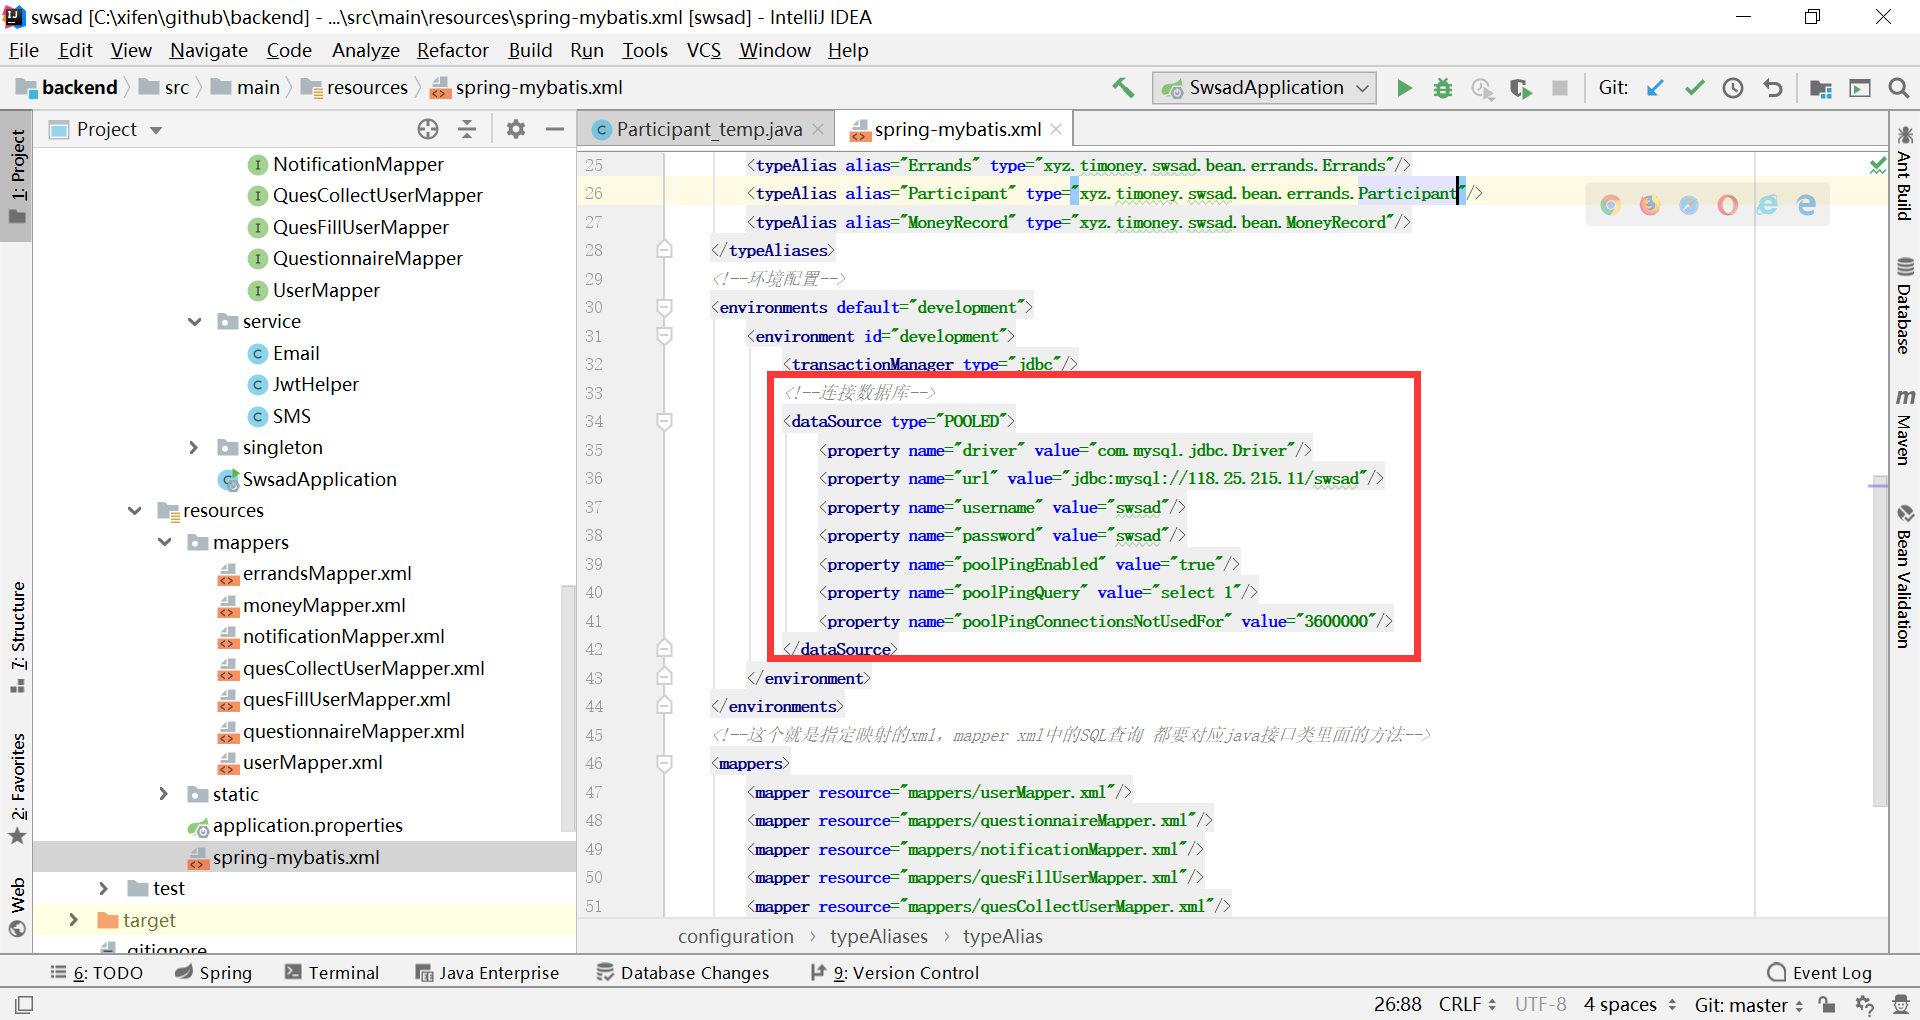 swsad [C:\xifen\github\backend] - ...\src\main\resources\spring-mybatis.xml [swsad] - IntelliJ IDEA
File Edit View Navigate Code Analyze Refactor Build Run Tools VCS Window Help
backend src main resources spring-mybatis.xml SwsadApplication Git:
Project
Participant_temp.java spring-mybatis.xml
1: Project
7: Structure
2: Favorites
Web
NotificationMapper
QuesCollectUserMapper
QuesFillUserMapper
QuestionnaireMapper
UserMapper
service
Email
JwtHelper
SMS
singleton
SwsadApplication
resources
mappers
errandsMapper.xml
moneyMapper.xml
notificationMapper.xml
quesCollectUserMapper.xml
quesFillUserMapper.xml
questionnaireMapper.xml
userMapper.xml
static
application.properties
spring-mybatis.xml
test
target
.gitignore
25 <typeAlias alias="Errands" type="xyz.timoney.swsad.bean.errands.Errands"/>
26 <typeAlias alias="Participant" type="xyz.timoney.swsad.bean.errands.Participant"/>
27 <typeAlias alias="MoneyRecord" type="xyz.timoney.swsad.bean.MoneyRecord"/>
28 </typeAliases>
29 <!--环境配置-->
30 <environments default="development">
31 <environment id="development">
32 <transactionManager type="jdbc"/>
33 <!--连接数据库-->
34 <dataSource type="POOLED">
35 <property name="driver" value="com.mysql.jdbc.Driver"/>
36 <property name="url" value="jdbc:mysql://118.25.215.11/swsad"/>
37 <property name="username" value="swsad"/>
38 <property name="password" value="swsad"/>
39 <property name="poolPingEnabled" value="true"/>
40 <property name="poolPingQuery" value="select 1"/>
41 <property name="poolPingConnectionsNotUsedFor" value="3600000"/>
42 </dataSource>
43 </environment>
44 </environments>
45 <!--这个就是指定映射的xml，mapper xml中的SQL查询 都要对应java接口类里面的方法-->
46 <mappers>
47 <mapper resource="mappers/userMapper.xml"/>
48 <mapper resource="mappers/questionnaireMapper.xml"/>
49 <mapper resource="mappers/notificationMapper.xml"/>
50 <mapper resource="mappers/quesFillUserMapper.xml"/>
51 <mapper resource="mappers/quesCollectUserMapper.xml"/>
configuration › typeAliases › typeAlias
Ant Build
Database
Maven
Bean Validation
6: TODO Spring Terminal Java Enterprise Database Changes 9: Version Control Event Log
26:88 CRLF UTF-8 4 spaces Git: master